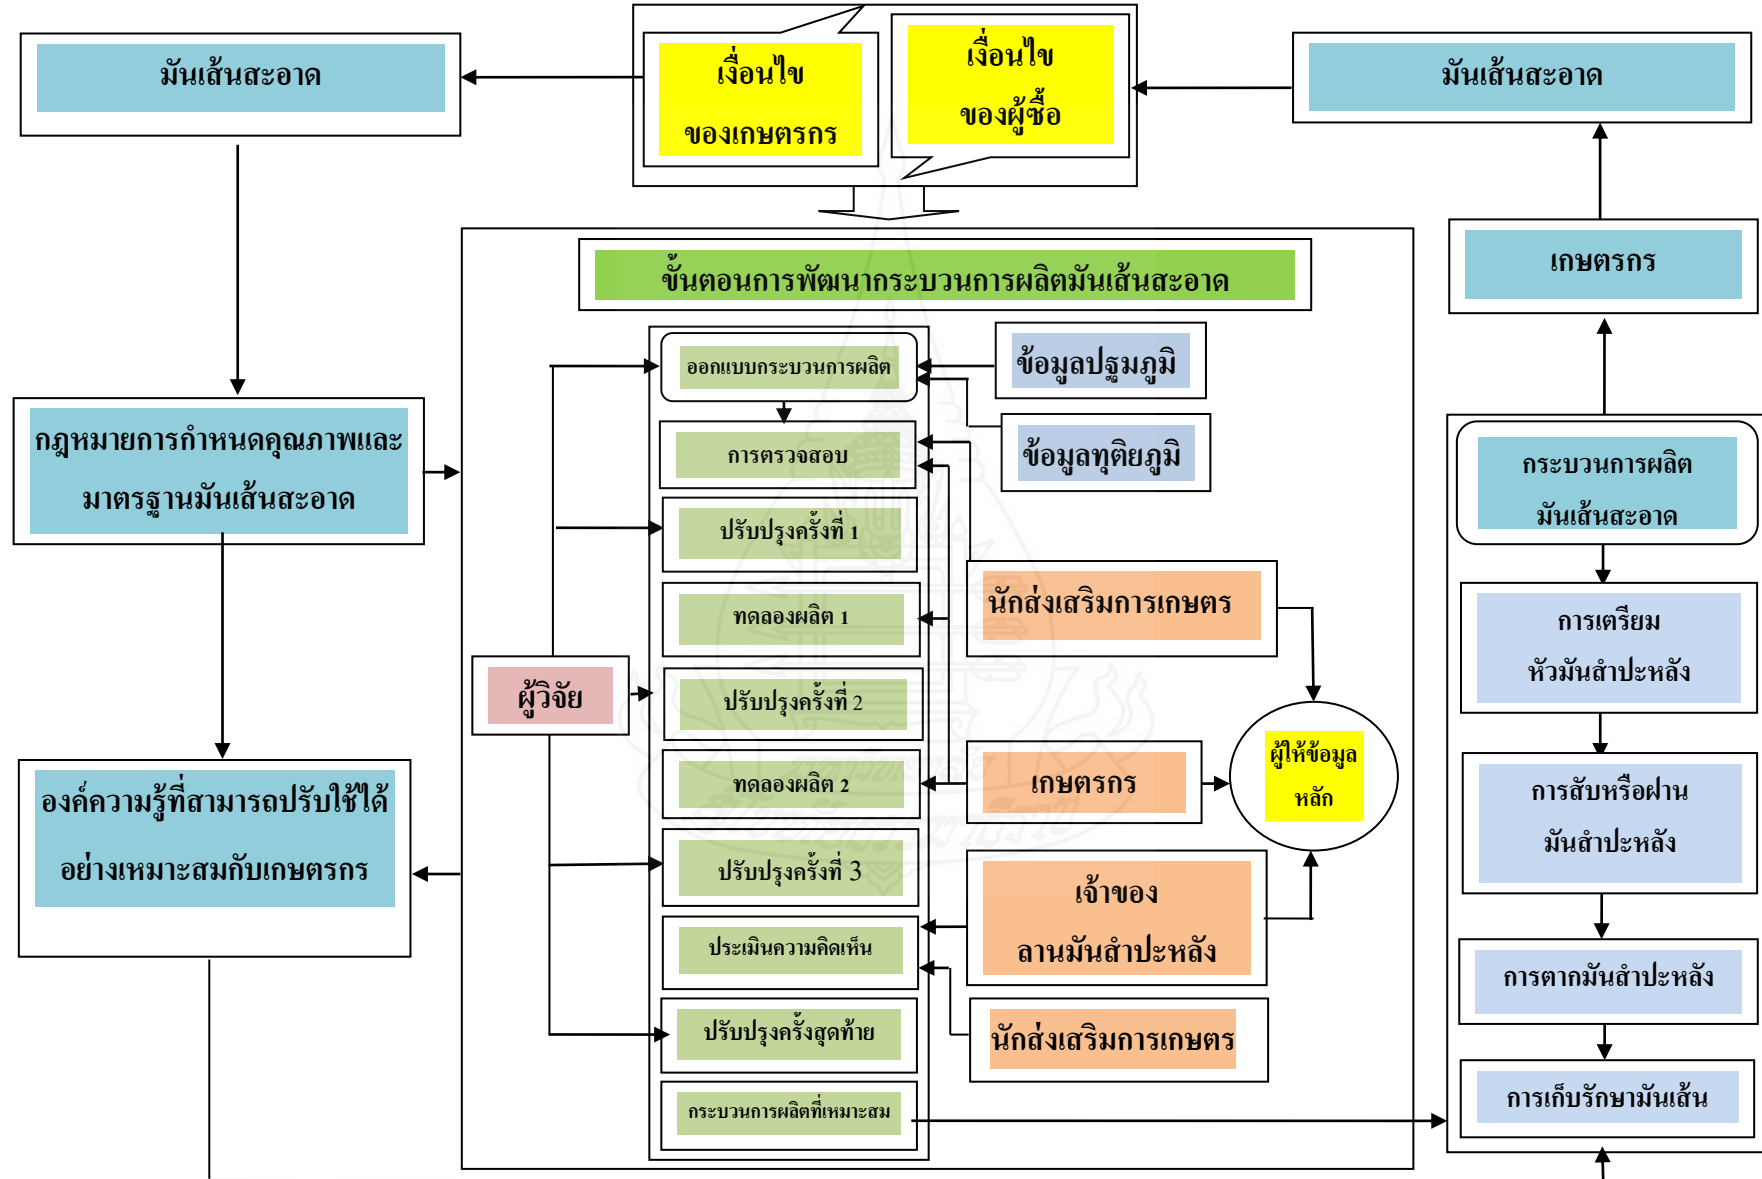 มันเส้นสะอาด
เงื่อนไข
ของเกษตรกร
เงื่อนไข
ของผู้ซื้อ
มันเส้นสะอาด
เกษตรกร
ขั้นตอนการพัฒนากระบวนการผลิตมันเส้นสะอาด
ออกแบบกระบวนการผลิต
ข้อมูลปฐมภูมิ
กฎหมายการกำหนดคุณภาพและ
มาตรฐานมันเส้นสะอาด
การตรวจสอบ
ข้อมูลทุติยภูมิ
กระบวนการผลิต
มันเส้นสะอาด
ปรับปรุงครั้งที่ 1
ทดลองผลิต 1
นักส่งเสริมการเกษตร
การเตรียม
หัวมันสำปะหลัง
ผู้วิจัย
ปรับปรุงครั้งที่ 2
ทดลองผลิต 2
เกษตรกร
ผู้ให้ข้อมูล
หลัก
การสับหรือฝาน
มันสำปะหลัง
องค์ความรู้ที่สามารถปรับใช้ได้
อย่างเหมาะสมกับเกษตรกร
ปรับปรุงครั้งที่ 3
เจ้าของ
ลานมันสำปะหลัง
ประเมินความคิดเห็น
การตากมันสำปะหลัง
ปรับปรุงครั้งสุดท้าย
นักส่งเสริมการเกษตร
กระบวนการผลิตที่เหมาะสม
การเก็บรักษามันเส้น